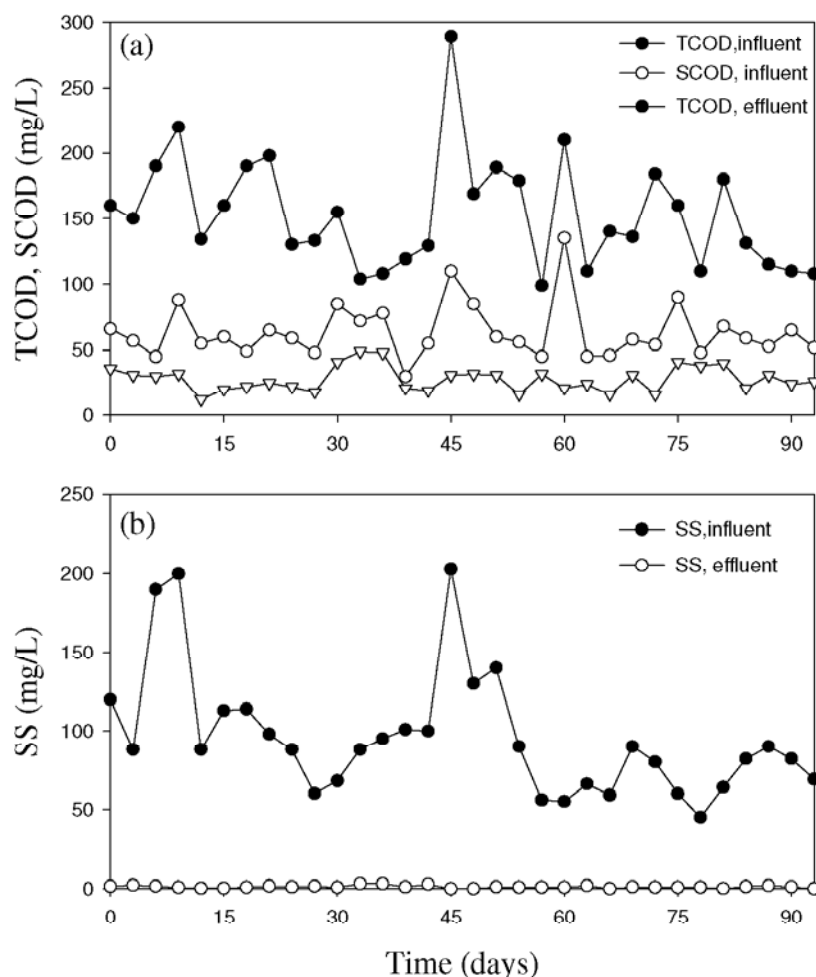 (a)
TCOD,influent
SCOD, influent
TCOD, effluent
TCOD, SCOD (mg/L)
300
250
200
150
100
50
0
0 15 30 45 60 75 90
(b)
SS,influent
SS, effluent
SS (mg/L)
250
200
150
100
50
0
0 15 30 45 60 75 90
Time (days)